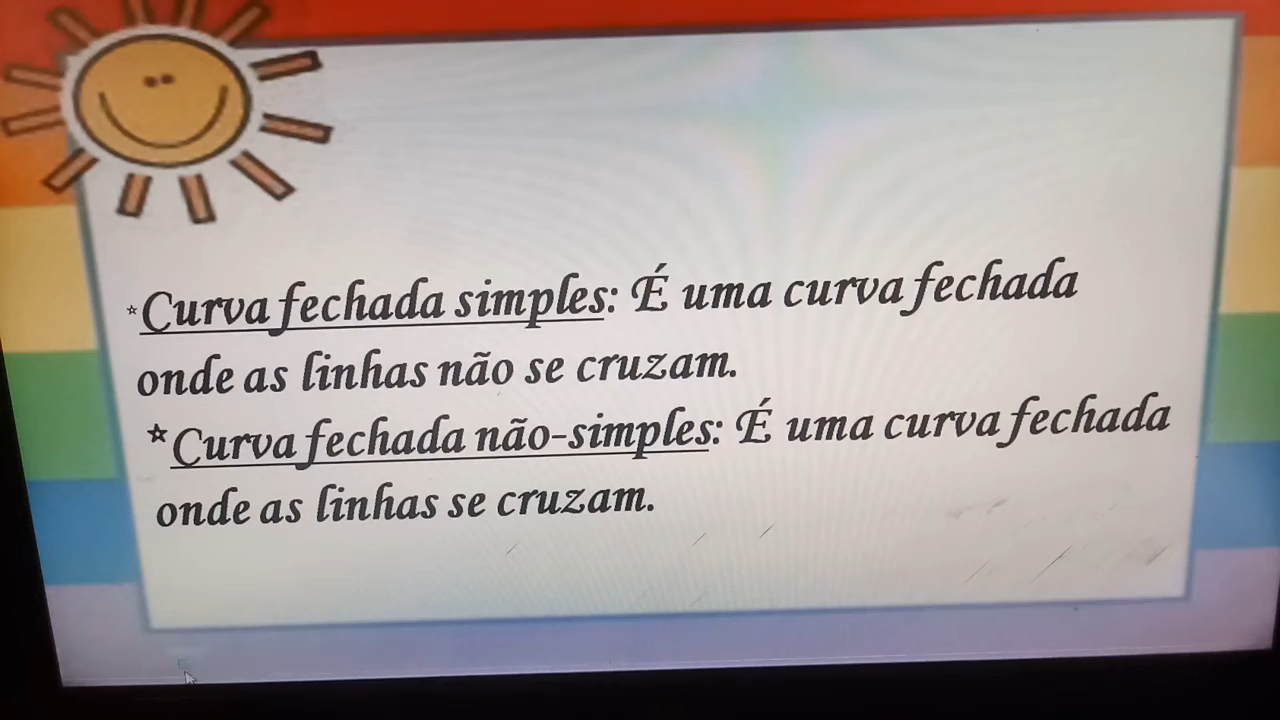 *Curva fechada simples: É uma curva fechada
onde as linhas não se cruzam.
*Curva fechada não-simples: É uma curva fechada
onde as linhas se cruzam.